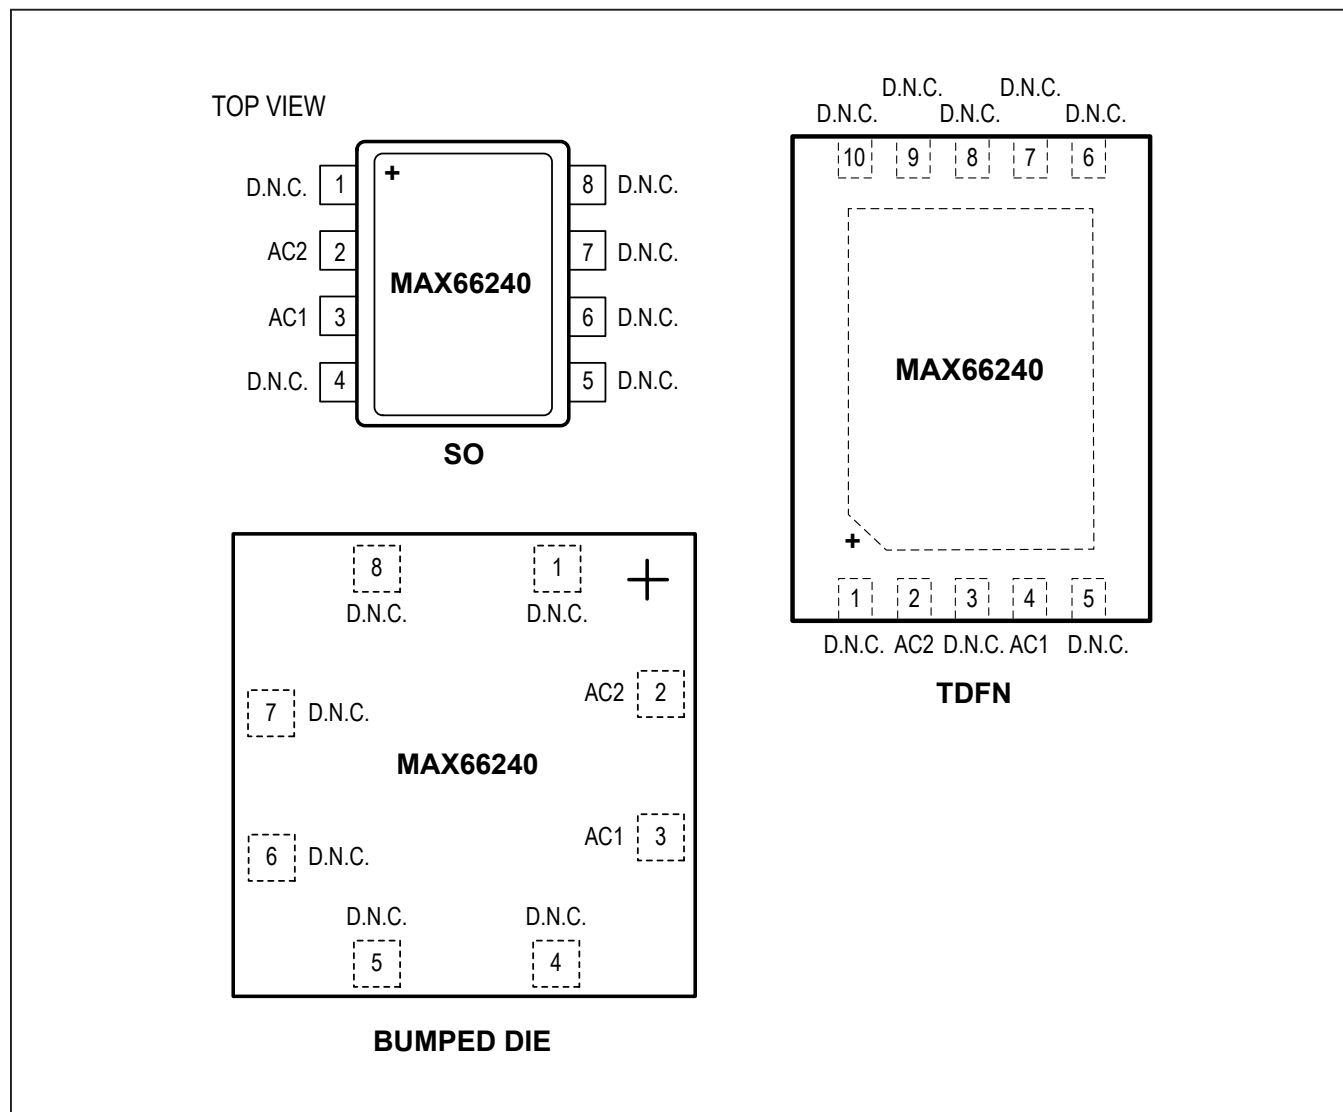 TOP VIEW
D.N.C. 1
AC2 2
AC1 3
D.N.C. 4
+
MAX66240
8 D.N.C.
7 D.N.C.
6 D.N.C.
5 D.N.C.
SO
D.N.C. D.N.C.
D.N.C. D.N.C. D.N.C.
10 9 8 7 6
MAX66240
+
1 2 3 4 5
D.N.C. AC2 D.N.C. AC1 D.N.C.
TDFN
8 1 +
D.N.C. D.N.C.
AC2 2
7 D.N.C.
MAX66240
AC1 3
6 D.N.C.
D.N.C. D.N.C.
5 4
BUMPED DIE